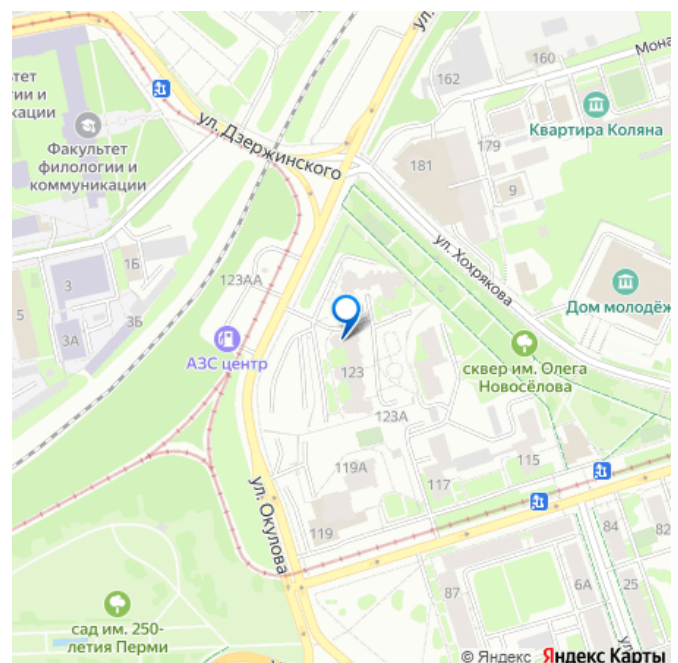 ул.
Мона
160
162
тет
ии и
кации
Факультет
филологии и
коммуникации
ул. Дзержинского
Квартира Коляна
179
181
9
ул. Хохрякова
1Б
123АА
3
5
3Б
3А
Дом молодёж
АЗС центр
сквер им. Олега
Новосёлова
123
123А
115
119А
117
ул. Окулова
119
84
82
87
6А
25
ул.
сад им. 250-
летия Перми
© Яндекс Яндекс Карты